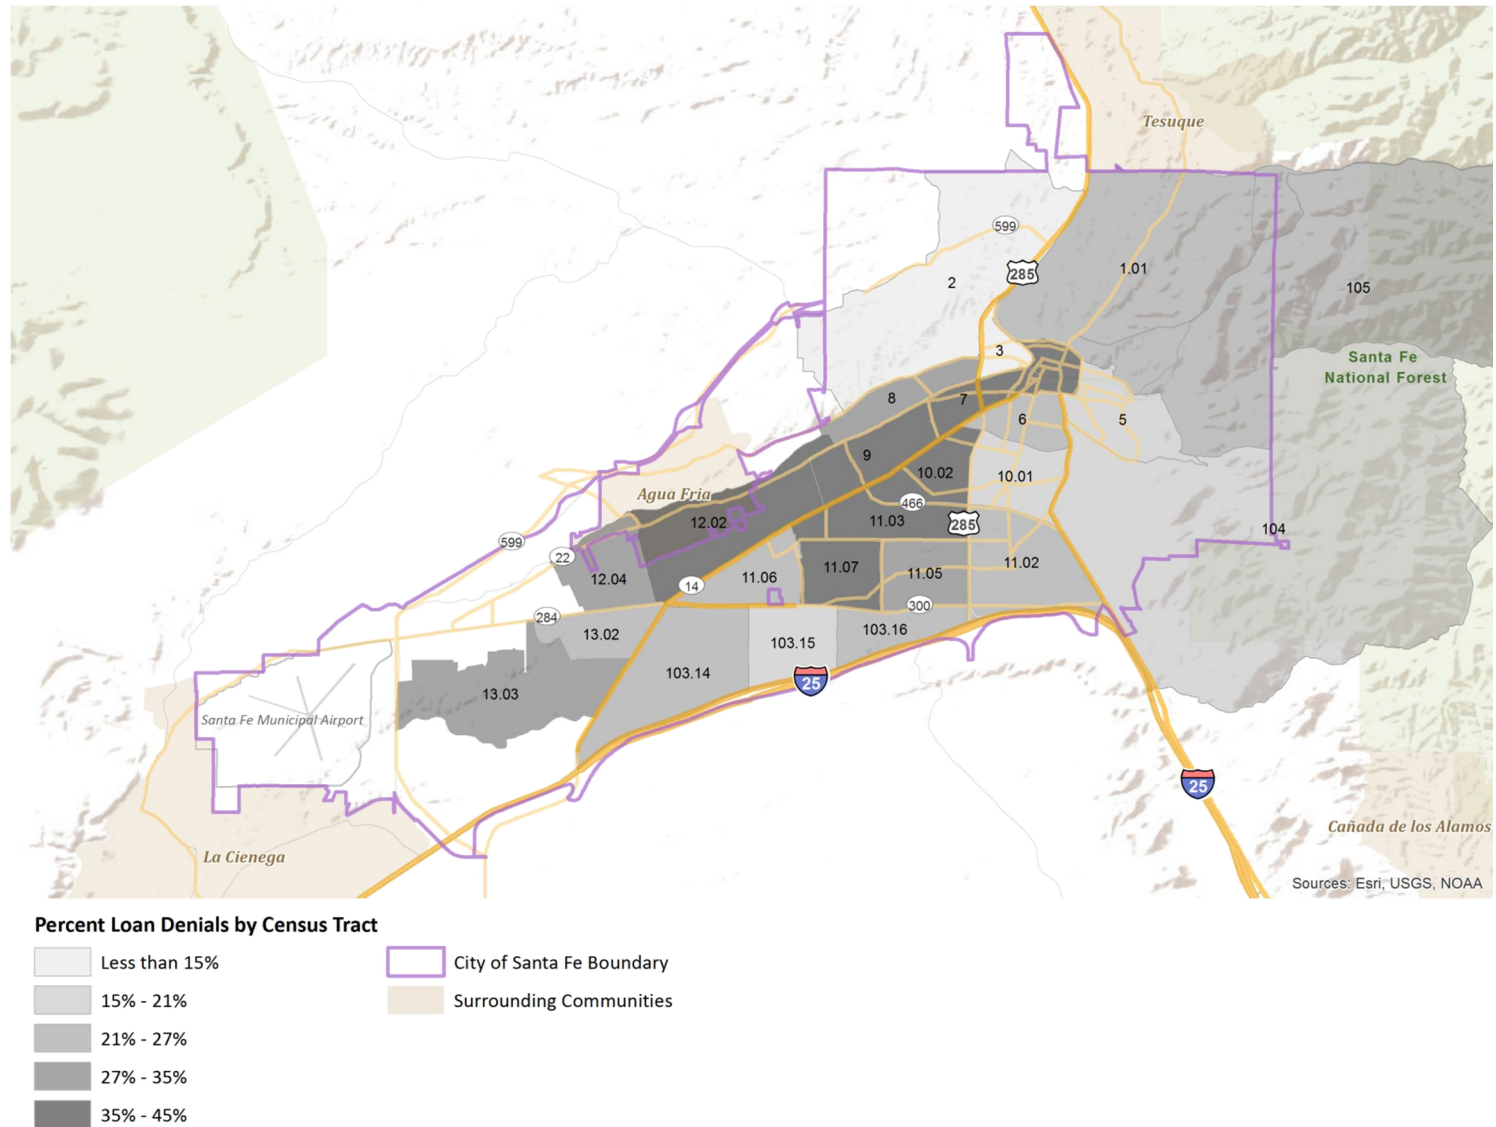 Tesuque
599
285
2
1.01
105
3
Santa Fe
National Forest
8
7
6
5
9
10.02
10.01
Agua Fria
466
12.02
11.03
285
104
599
22
12.04
14
11.06
11.07
11.05
11.02
300
284
13.02
103.15
103.16
103.14
25
13.03
Santa Fe Municipal Airport
25
Cañada de los Alamos
La Cienega
Sources: Esri, USGS, NOAA
Percent Loan Denials by Census Tract
Less than 15%
City of Santa Fe Boundary
15% - 21%
Surrounding Communities
21% - 27%
27% - 35%
35% - 45%